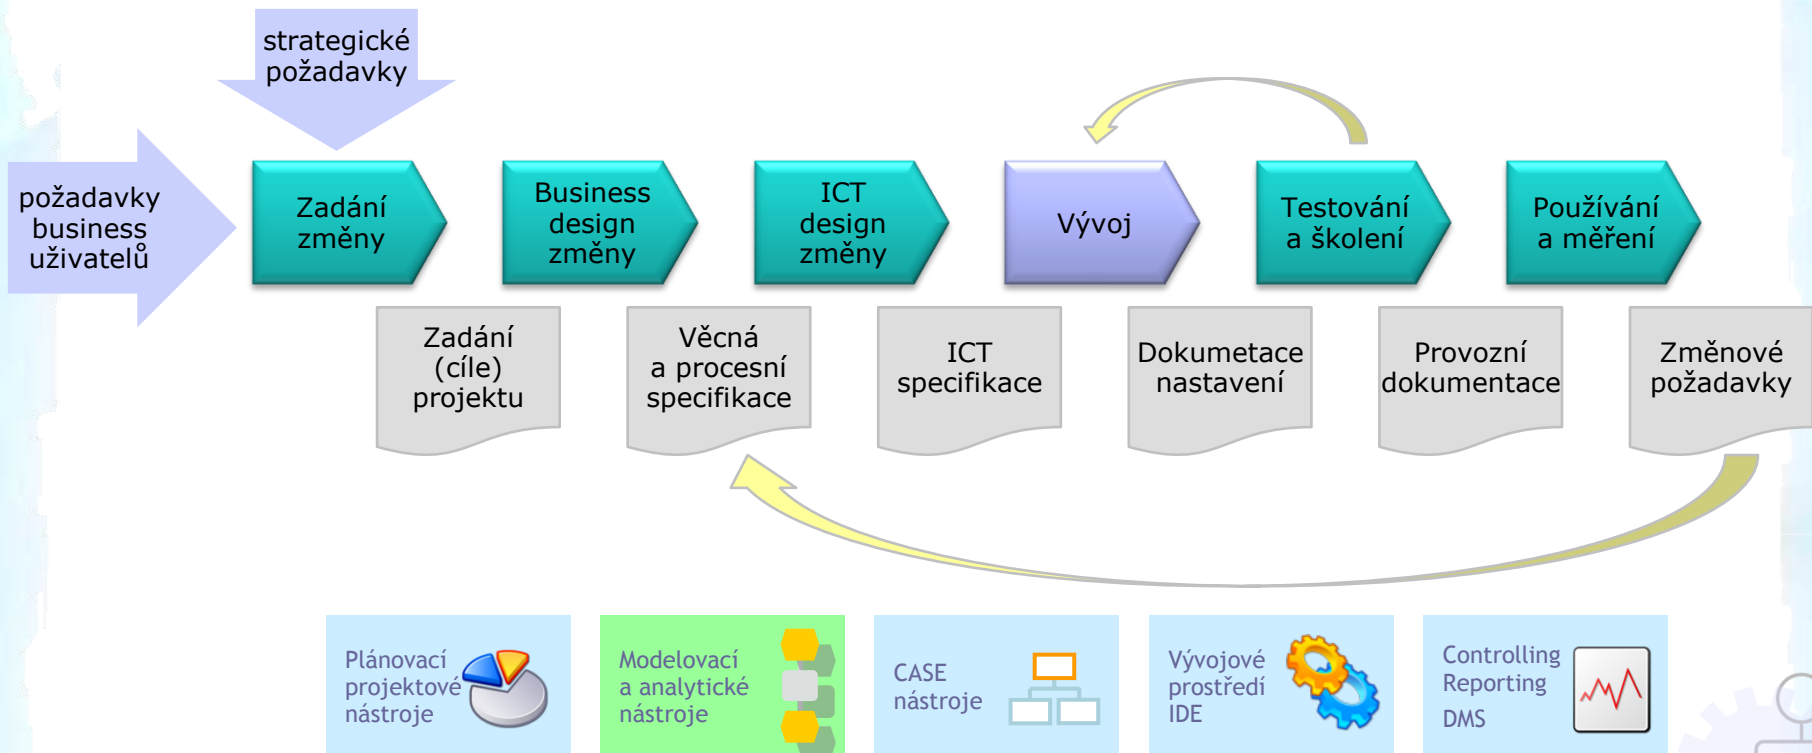 strategické
požadavky
požadavky
business
uživatelů
Zadání
změny
Business
design
změny
ICT
design
změny
Vývoj
Testování
a školení
Používání
a měření
Zadání
(cíle)
projektu
Věcná
a procesní
specifikace
ICT
specifikace
Dokumetace
nastavení
Provozní
dokumentace
Změnové
požadavky
Plánovací
projektové
nástroje
Modelovací
a analytické
nástroje
CASE
nástroje
Vývojové
prostředí
IDE
Controlling
Reporting
DMS